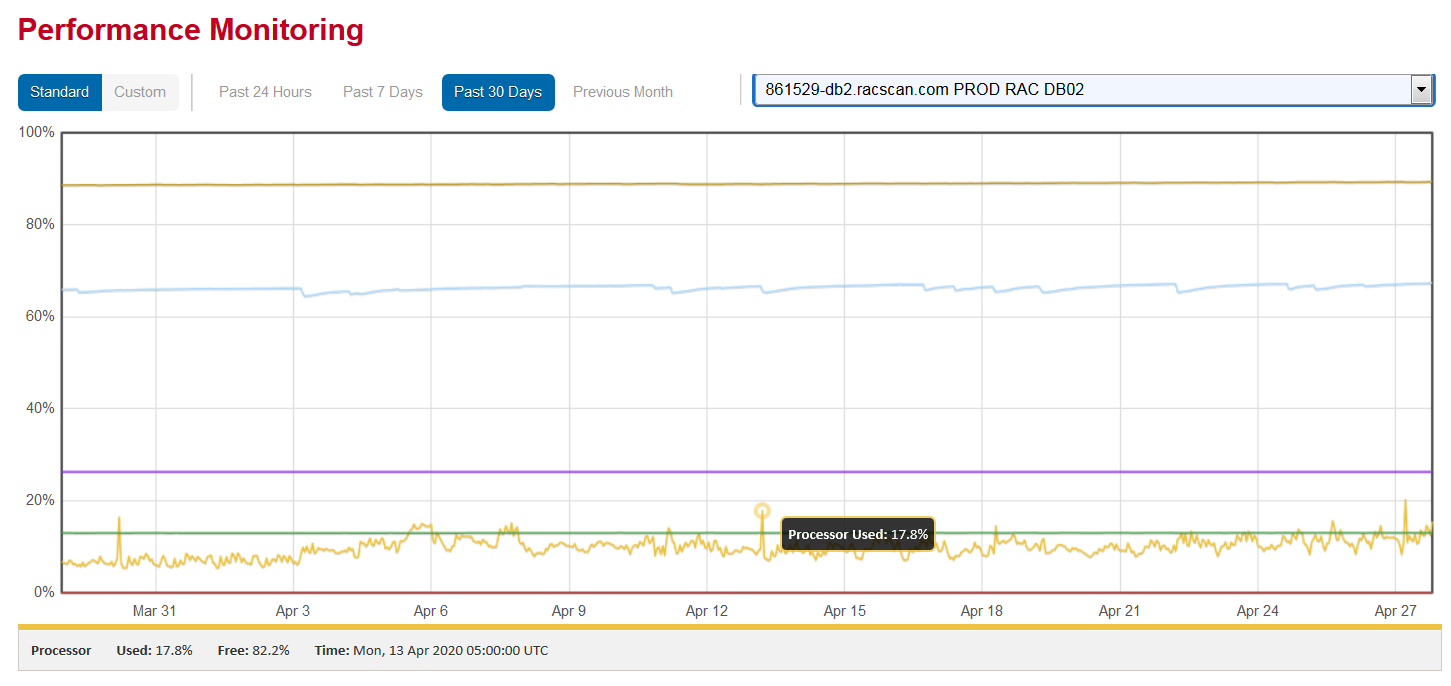 Performance Monitoring
Standard Custom Past 24 Hours Past 7 Days Past 30 Days Previous Month 861529-db2.racscan.com PROD RAC DB02
100%
80%
60%
40%
20%
Processor Used: 17.8%
0%
Mar 31 Apr 3 Apr 6 Apr 9 Apr 12 Apr 15 Apr 18 Apr 21 Apr 24 Apr 27
Processor Used: 17.8% Free: 82.2% Time: Mon, 13 Apr 2020 05:00:00 UTC